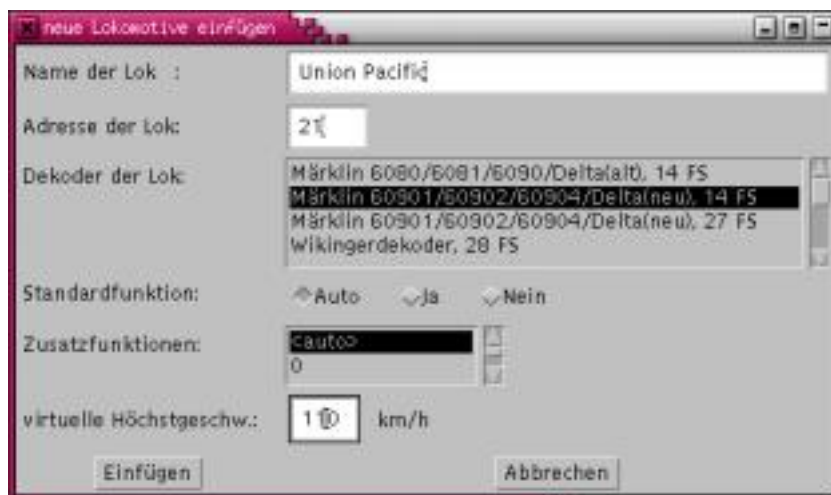 neue Lokomotive einfügen
Name der Lok : Union Pacific
Adresse der Lok: 21
Dekoder der Lok: Märklin 6080/6081/6090/Delta(alt), 14 FS
Märklin 60901/60902/60904/Delta(neu), 14 FS
Märklin 60901/60902/60904/Delta(neu), 27 FS
Wikingerdekoder, 28 FS
Standardfunktion: Auto Ja Nein
Zusatzfunktionen: <auto>
0
virtuelle Höchstgeschw.: km/h
Einfügen Abbrechen